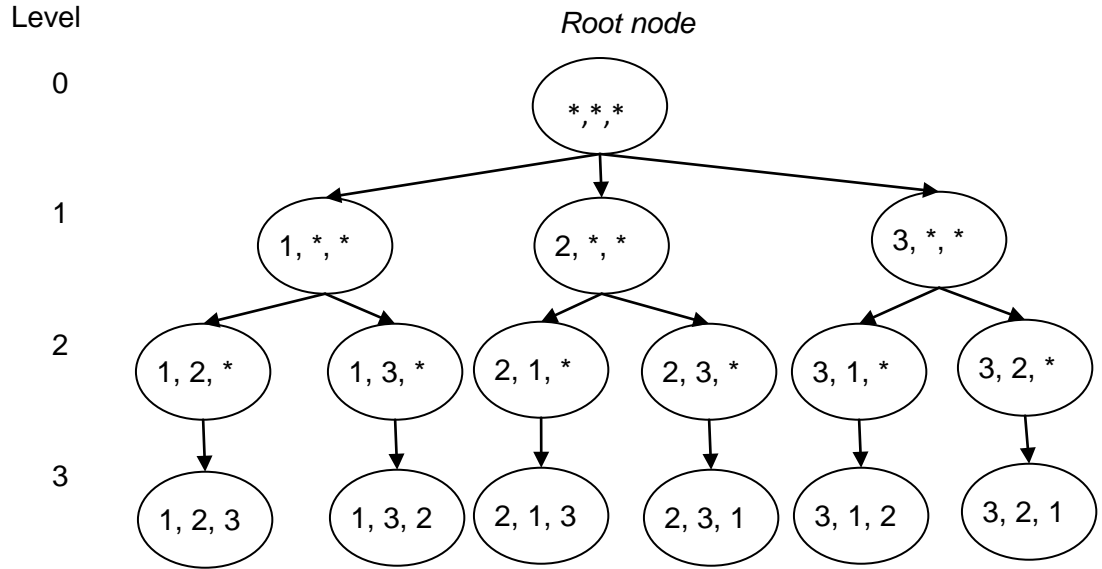 Level
Root node
0
*,*,*
1
1, *, *
2, *, *
3, *, *
2
1, 2, *
1, 3, *
2, 1, *
2, 3, *
3, 1, *
3, 2, *
3
1, 2, 3
1, 3, 2
2, 1, 3
2, 3, 1
3, 1, 2
3, 2, 1